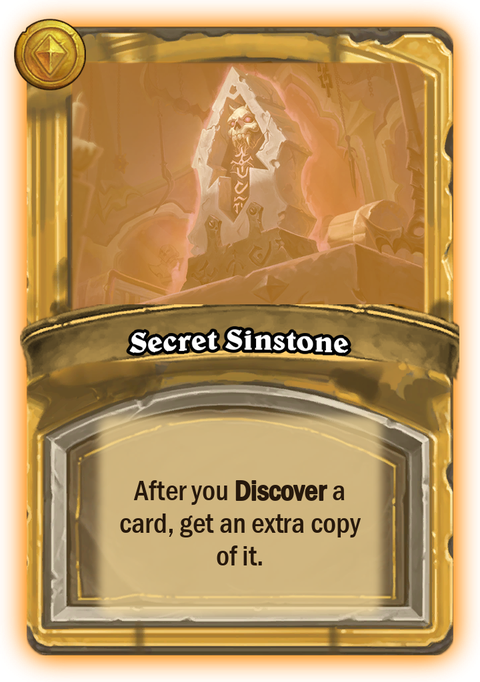 Secret Sinstone
After you Discover a
card, get an extra copy
of it.